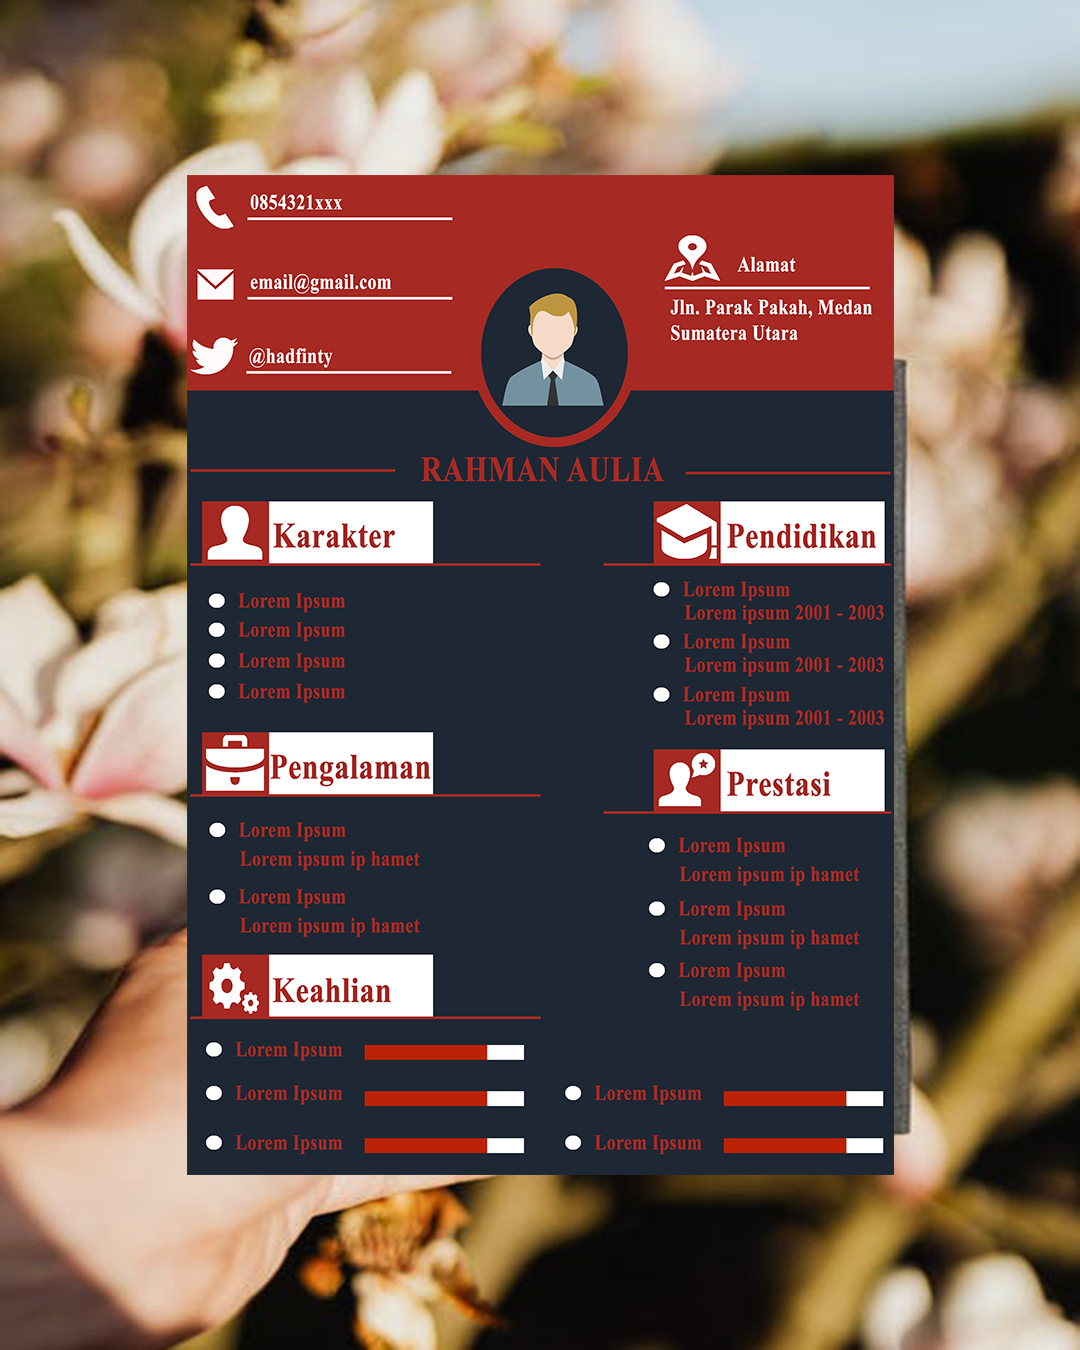 0854321xxx
email@gmail.com
@hadfinty
Alamat
Jln. Parak Pakah, Medan
Sumatera Utara
RAHMAN AULIA
Karakter
Lorem Ipsum
Lorem Ipsum
Lorem Ipsum
Lorem Ipsum
Pengalaman
Lorem Ipsum
Lorem ipsum ip hamet
Lorem Ipsum
Lorem ipsum ip hamet
Keahlian
Lorem Ipsum
Lorem Ipsum
Lorem Ipsum
Pendidikan
Lorem Ipsum
Lorem ipsum 2001 - 2003
Lorem Ipsum
Lorem ipsum 2001 - 2003
Lorem Ipsum
Lorem ipsum 2001 - 2003
Prestasi
Lorem Ipsum
Lorem ipsum ip hamet
Lorem Ipsum
Lorem ipsum ip hamet
Lorem Ipsum
Lorem ipsum ip hamet
Lorem Ipsum
Lorem Ipsum